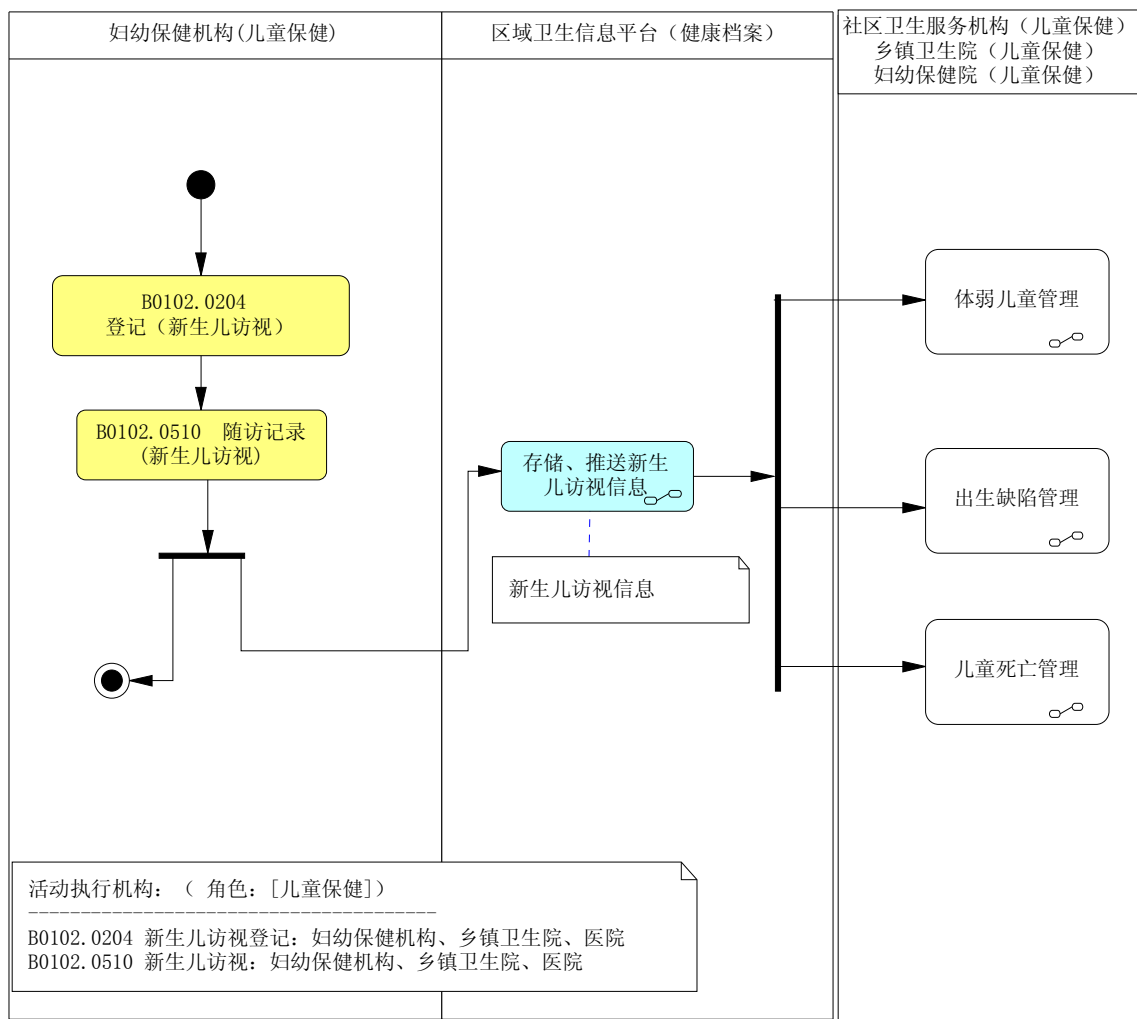 妇幼保健机构(儿童保健)
区域卫生信息平台（健康档案）
社区卫生服务机构（儿童保健）
乡镇卫生院（儿童保健）
妇幼保健院（儿童保健）
B0102.0204
登记（新生儿访视）
B0102.0510 随访记录
(新生儿访视)
存储、推送新生
儿访视信息
新生儿访视信息
体弱儿童管理
出生缺陷管理
儿童死亡管理
活动执行机构：（ 角色：[儿童保健]）
---------------------------------------
B0102.0204 新生儿访视登记：妇幼保健机构、乡镇卫生院、医院
B0102.0510 新生儿访视：妇幼保健机构、乡镇卫生院、医院